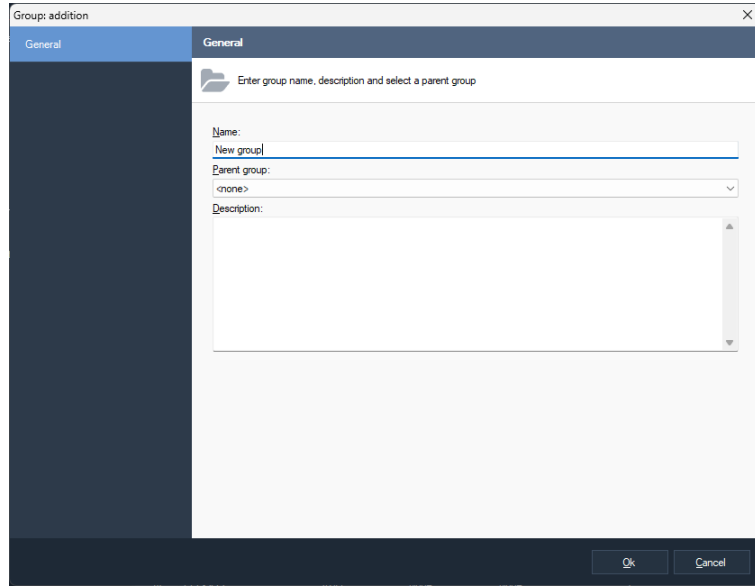 Group: addition
General
General
Enter group name, description and select a parent group
Name:
New group
Parent group:
<none>
Description:
Ok
Cancel